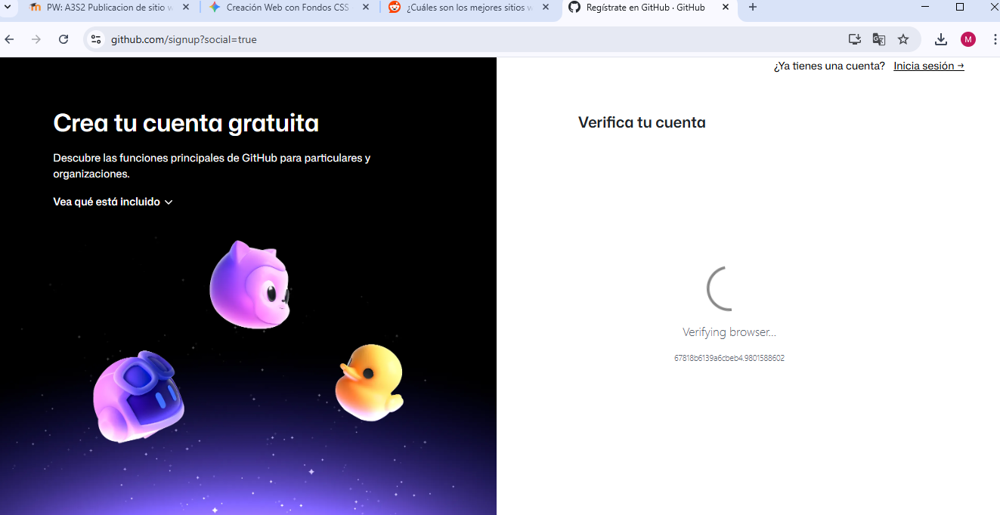 PW: A3S2 Publicacion de sitio
Creación Web con Fondos CSS
¿Cuáles son los mejores sitios
Regístrate en GitHub · GitHub
github.com/signup?social=true
M
¿Ya tienes una cuenta? Inicia sesión →
Crea tu cuenta gratuita
Descubre las funciones principales de GitHub para particulares y
organizaciones.
Vea qué está incluido
Verifica tu cuenta
Verifying browser...
67818b6139a6cbeb4.9801588602